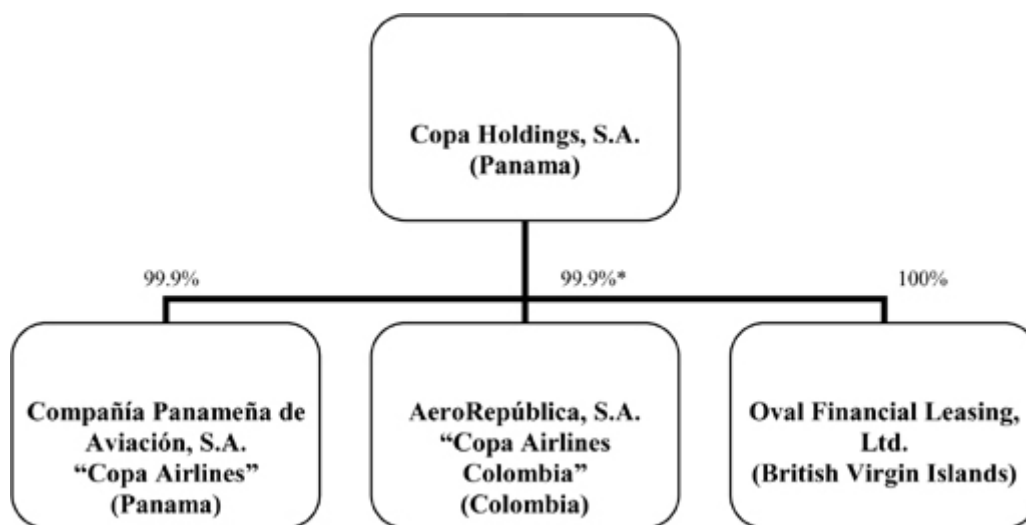 Copa Holdings, S.A.
(Panama)
99.9%
99.9%*
100%
Compañía Panameña de
Aviación, S.A.
“Copa Airlines”
(Panama)
AeroRepública, S.A.
“Copa Airlines
Colombia”
(Colombia)
Oval Financial Leasing,
Ltd.
(British Virgin Islands)